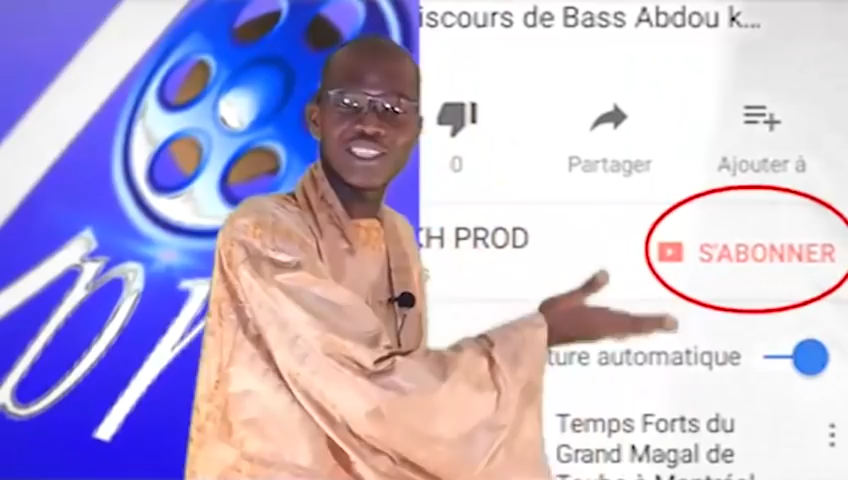 iscours de Bass Abdou k...
0
Partager
Ajouter à
KH PROD
S'ABONNER
ture automatique
Temps Forts du
Grand Magal de